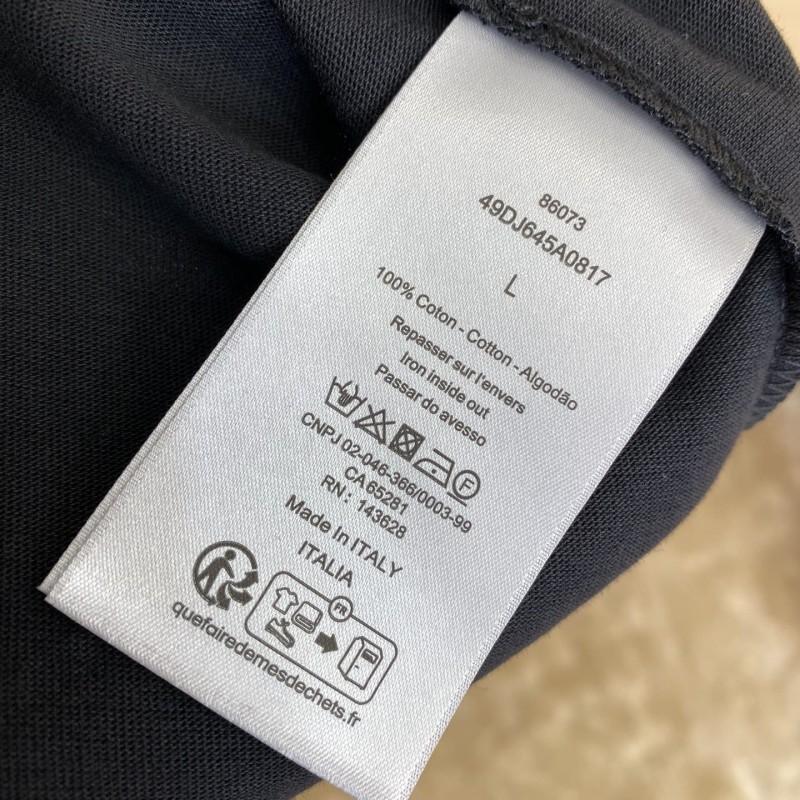 86073
49DJ645A0817
L
100% Coton - Cotton - Algodão
Repasser sur l'envers
Iron inside out
Passar do avesso
F
CNPJ 02-046-366/0003-99
CA 65281
RN : 143628
Made In ITALY
ITALIA
FR
quefairedemesdechets.fr